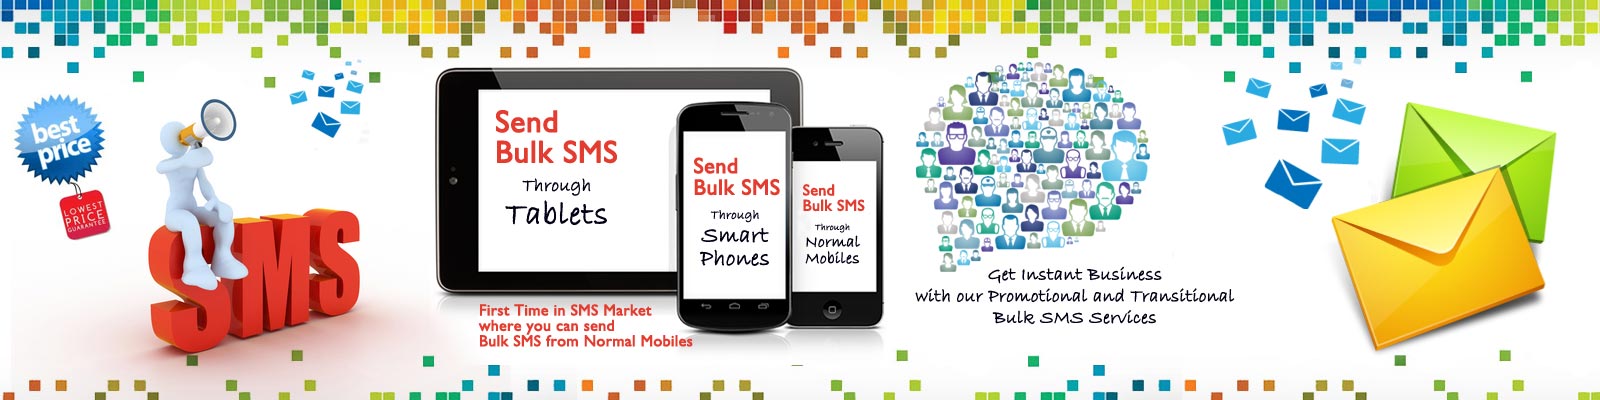 best
price
LOWEST
PRICE
GUARANTEE
SMS
Send
Bulk SMS
Through
Tablets
Send
Bulk SMS
Through
Smart
Phones
Send
Bulk SMS
Through
Normal
Mobiles
First Time in SMS Market
where you can send
Bulk SMS from Normal Mobiles
Get Instant Business
with our Promotional and Transitional
Bulk SMS Services